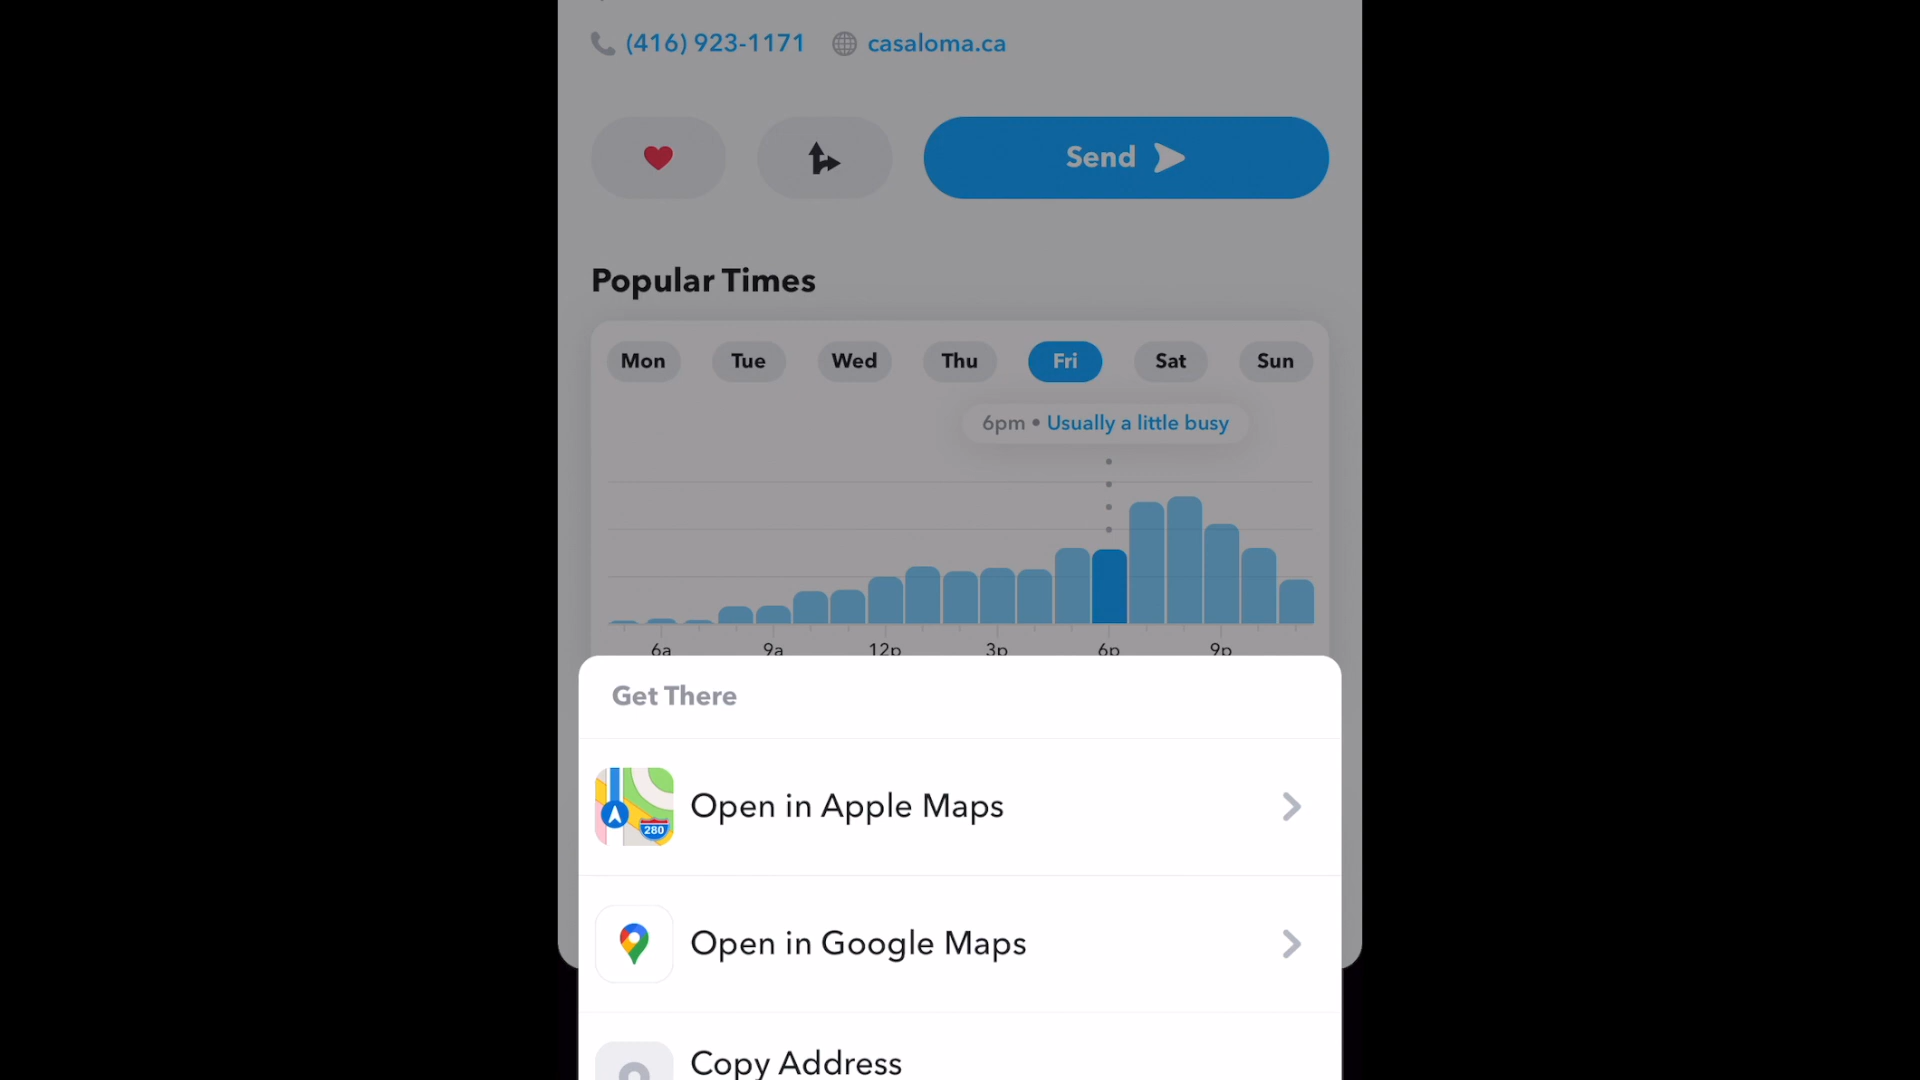 (416) 923-1171 casaloma.ca
Send
Popular Times
Mon Tue Wed Thu Fri Sat Sun
6pm • Usually a little busy
6a 9a 12p 3p 6p 9p
Get There
280
Open in Apple Maps
Open in Google Maps
Copy Address